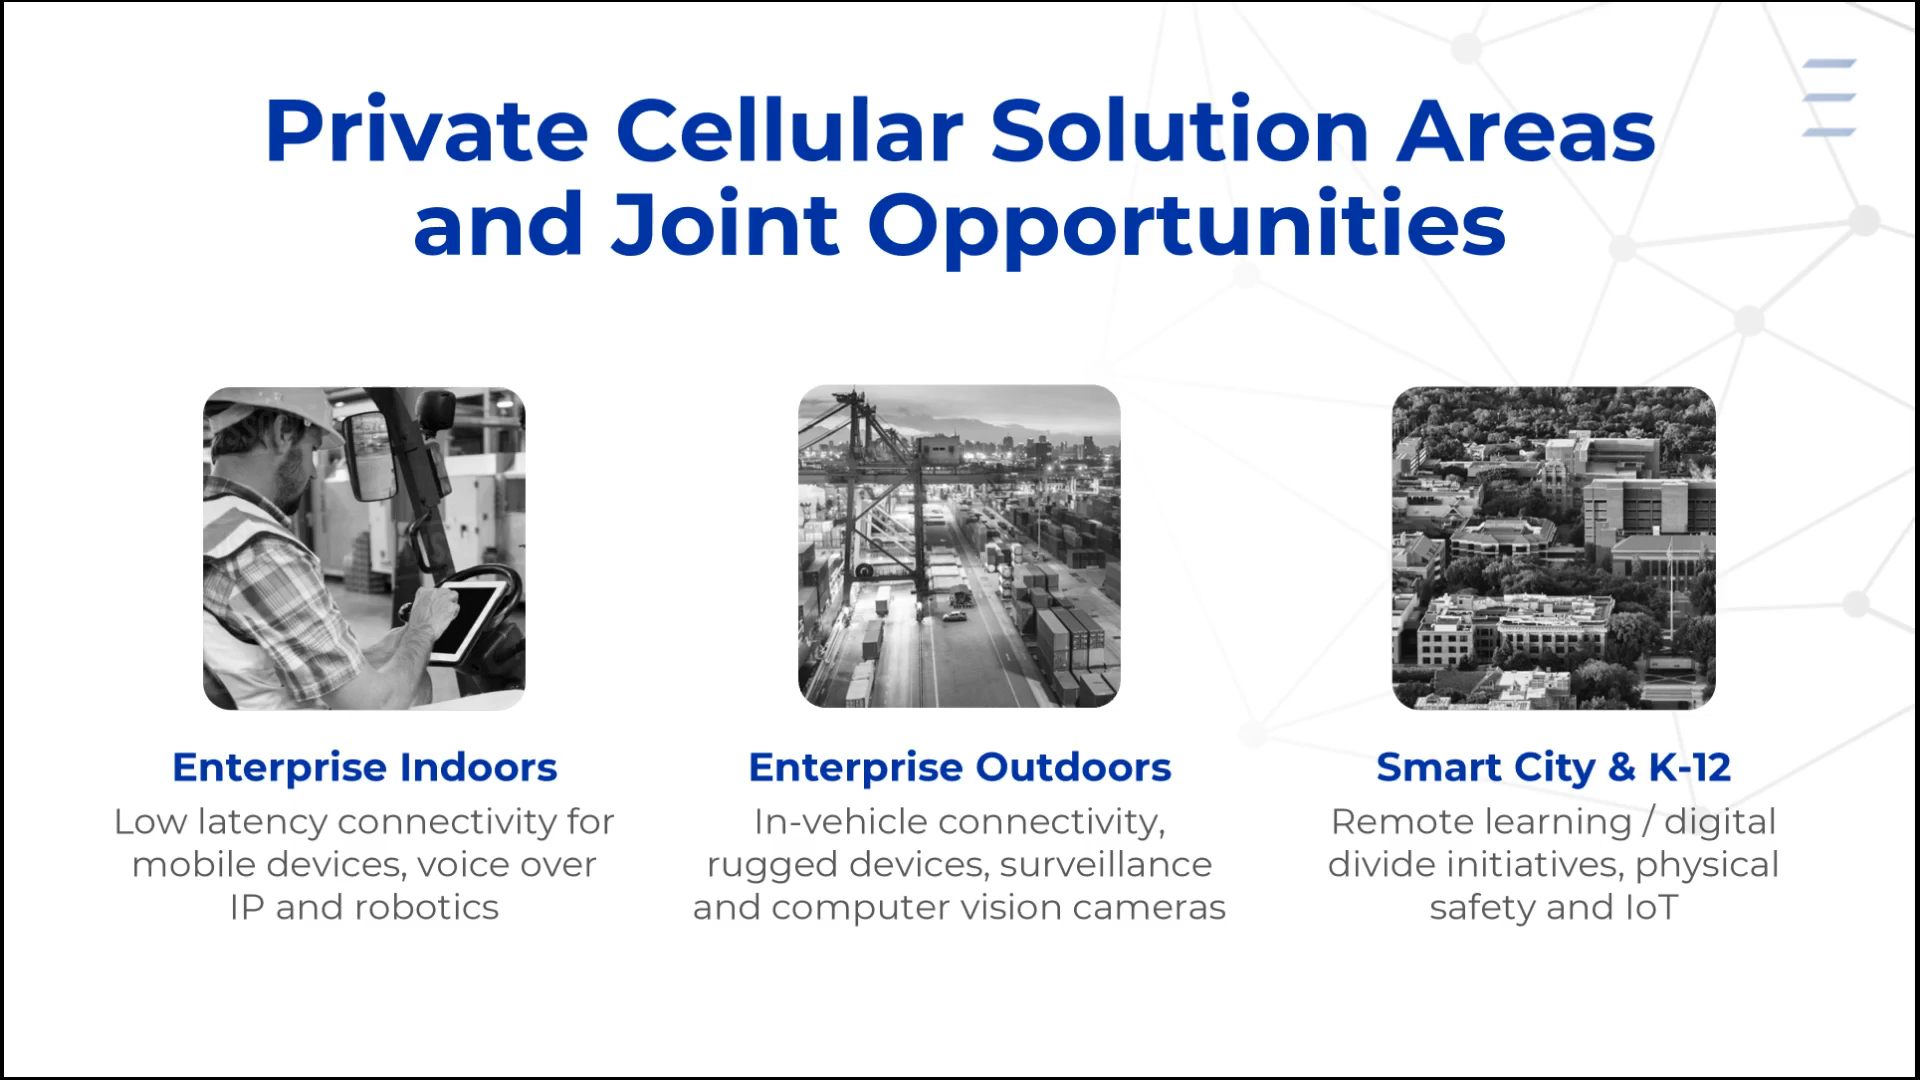 Private Cellular Solution Areas
and Joint Opportunities
Enterprise Indoors
Low latency connectivity for
mobile devices, voice over
IP and robotics
Enterprise Outdoors
In-vehicle connectivity,
rugged devices, surveillance
and computer vision cameras
Smart City & K-12
Remote learning / digital
divide initiatives, physical
safety and IoT